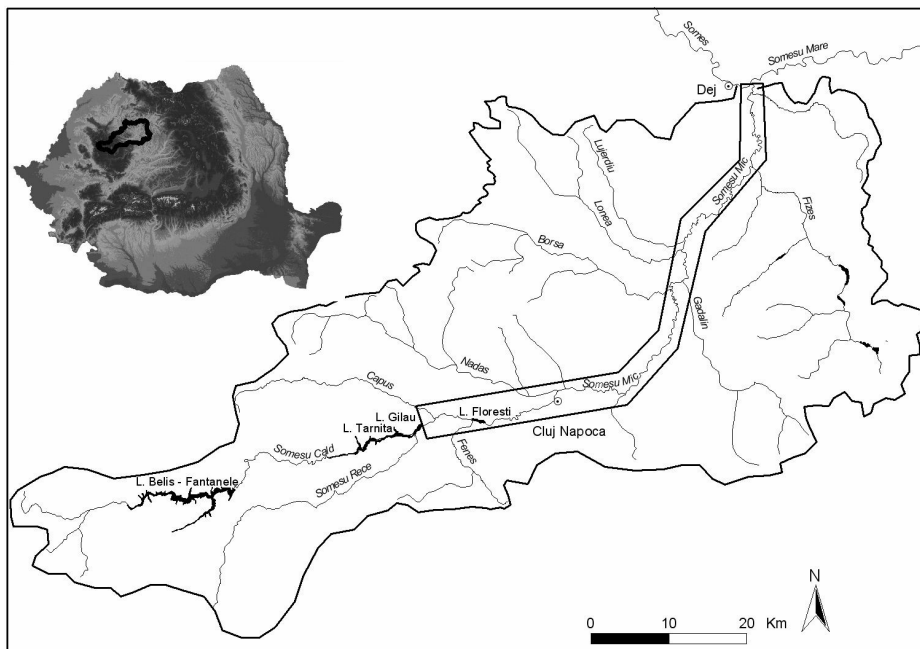 Somes
Somesu Mare
Dej
Lujerdiu
Somesu Mic
Lonea
Fizes
Borsa
Gadalin
Nadas
Capus
Somesu Mic
L. Floresti
L. Gilau
L. Tarnita
Cluj Napoca
Somesu Cald
Fenes
Somesu Rece
L. Belis - Fantanele
N
0 10 20 Km